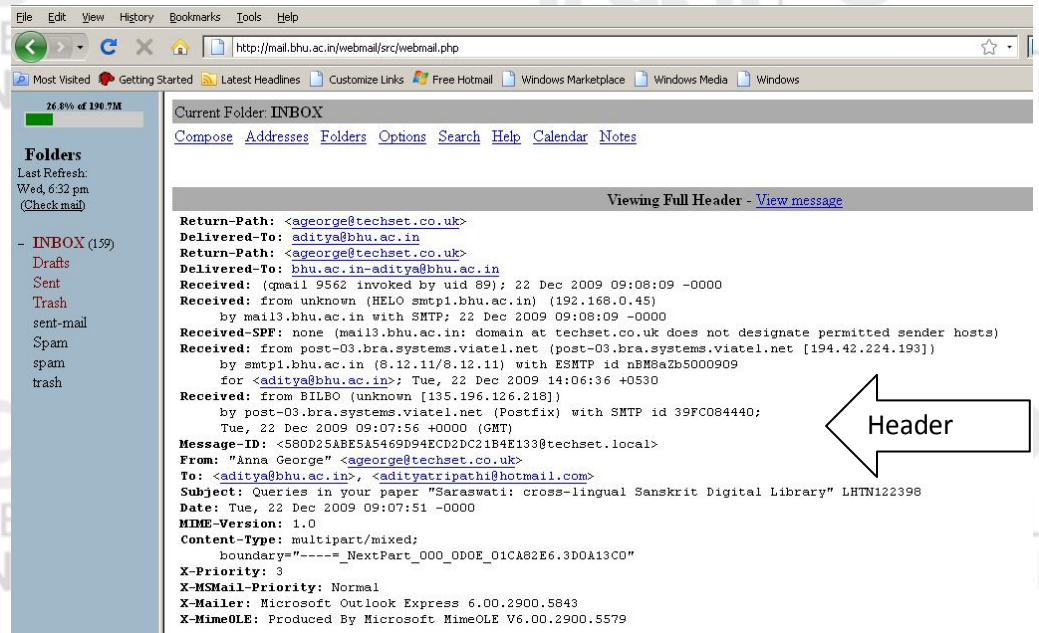 File Edit View History Bookmarks Tools Help
http://mail.bhu.ac.in/webmail/src/webmail.php
Most Visited Getting Started Latest Headlines Customize Links Free Hotmail Windows Marketplace Windows Media Windows
26.8% of 190.7M
Folders
Last Refresh:
Wed, 6:32 pm
(Check mail)
– INBOX (159)
Drafts
Sent
Trash
sent-mail
Spam
spam
trash
Current Folder: INBOX
Compose Addresses Folders Options Search Help Calendar Notes
Viewing Full Header - View message
Return-Path: <ageorge@techset.co.uk>
Delivered-To: aditya@bhu.ac.in
Return-Path: <ageorge@techset.co.uk>
Delivered-To: bhu.ac.in-aditya@bhu.ac.in
Received: (qmail 9562 invoked by uid 89); 22 Dec 2009 09:08:09 -0000
Received: from unknown (HELO smtp1.bhu.ac.in) (192.168.0.45)
by mail3.bhu.ac.in with SMTP; 22 Dec 2009 09:08:09 -0000
Received-SPF: none (mail3.bhu.ac.in: domain at techset.co.uk does not designate permitted sender hosts)
Received: from post-03.bra.systems.viatel.net (post-03.bra.systems.viatel.net [194.42.224.193])
by smtp1.bhu.ac.in (8.12.11/8.12.11) with ESMTP id nBM8aZb5000909
for <aditya@bhu.ac.in>; Tue, 22 Dec 2009 14:06:36 +0530
Received: from BILBO (unknown [135.196.126.218])
by post-03.bra.systems.viatel.net (Postfix) with SMTP id 39FC084440;
Tue, 22 Dec 2009 09:07:56 +0000 (GMT)
Message-ID: <580D25ABE5A5469D94ECD2DC21B4E133@techset.local>
From: "Anna George" <ageorge@techset.co.uk>
To: <aditya@bhu.ac.in>, <adityatripathi@hotmail.com>
Subject: Queries in your paper "Saraswati: cross-lingual Sanskrit Digital Library" LHTN122398
Date: Tue, 22 Dec 2009 09:07:51 -0000
MIME-Version: 1.0
Content-Type: multipart/mixed;
boundary="----=_NextPart_000_0D0E_01CA82E6.3D0A13C0"
X-Priority: 3
X-MSMail-Priority: Normal
X-Mailer: Microsoft Outlook Express 6.00.2900.5843
X-MimeOLE: Produced By Microsoft MimeOLE V6.00.2900.5579
Header